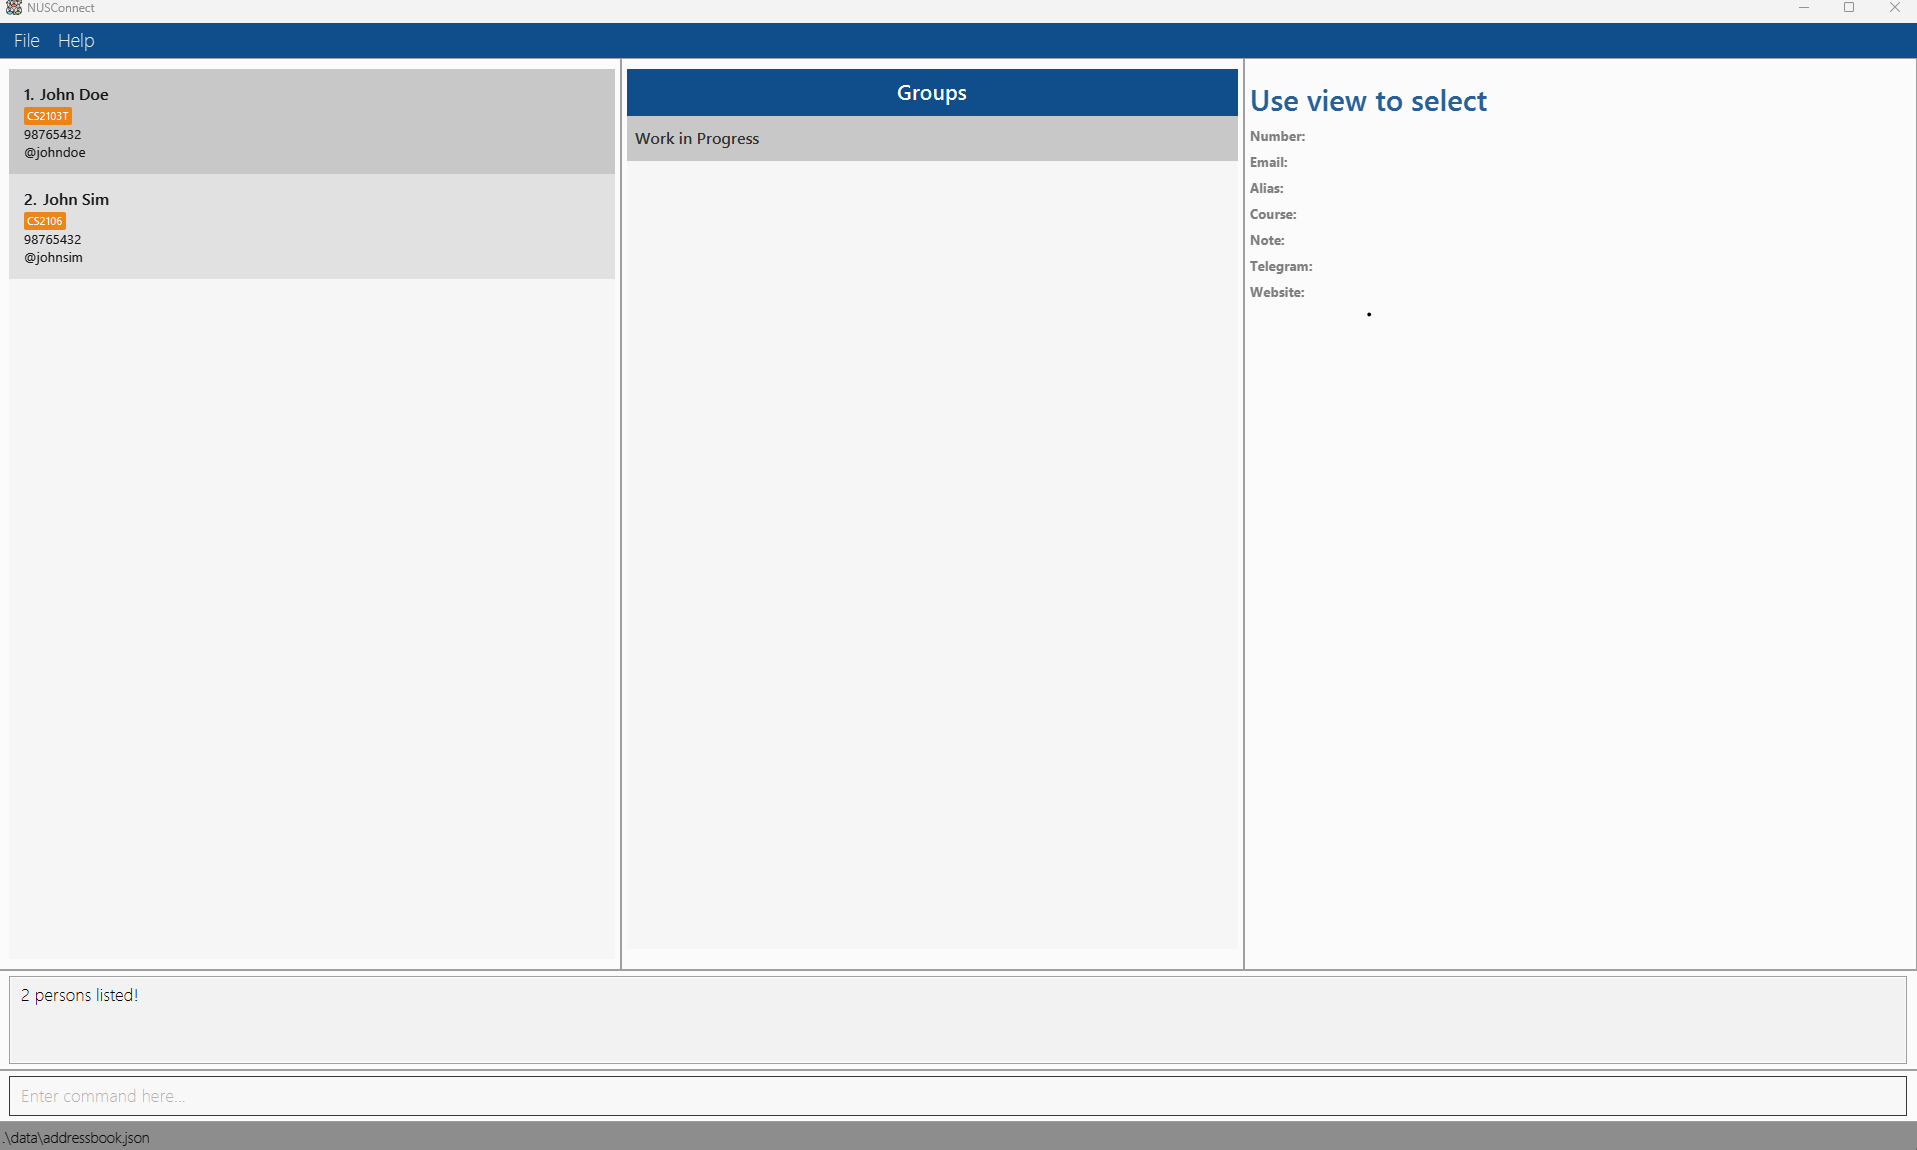 NUSConnect
File Help
1. John Doe
CS2103T
98765432
@johndoe
2. John Sim
CS2106
98765432
@johnsim
Groups
Work in Progress
Use view to select
Number:
Email:
Alias:
Course:
Note:
Telegram:
Website:
2 persons listed!
Enter command here...
.\data\addressbook.json